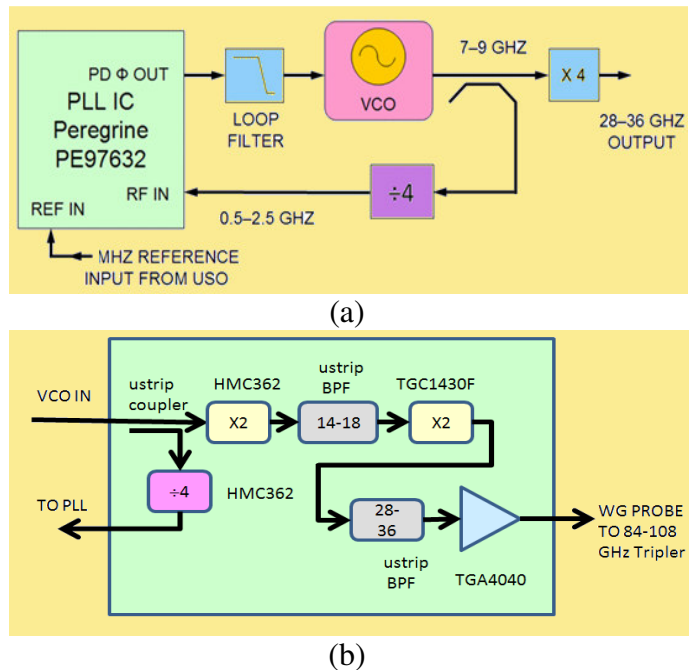 PD Φ OUT
PLL IC
Peregrine
PE97632
RF IN
REF IN
LOOP
FILTER
VCO
7–9 GHZ
X 4
28–36 GHZ
OUTPUT
÷4
0.5–2.5 GHZ
MHZ REFERENCE
INPUT FROM USO
(a)
VCO IN
ustrip
coupler
HMC362
X2
ustrip
BPF
14-18
TGC1430F
X2
÷4
HMC362
TO PLL
28-
36
ustrip
BPF
TGA4040
WG PROBE
TO 84-108
GHz Tripler
(b)